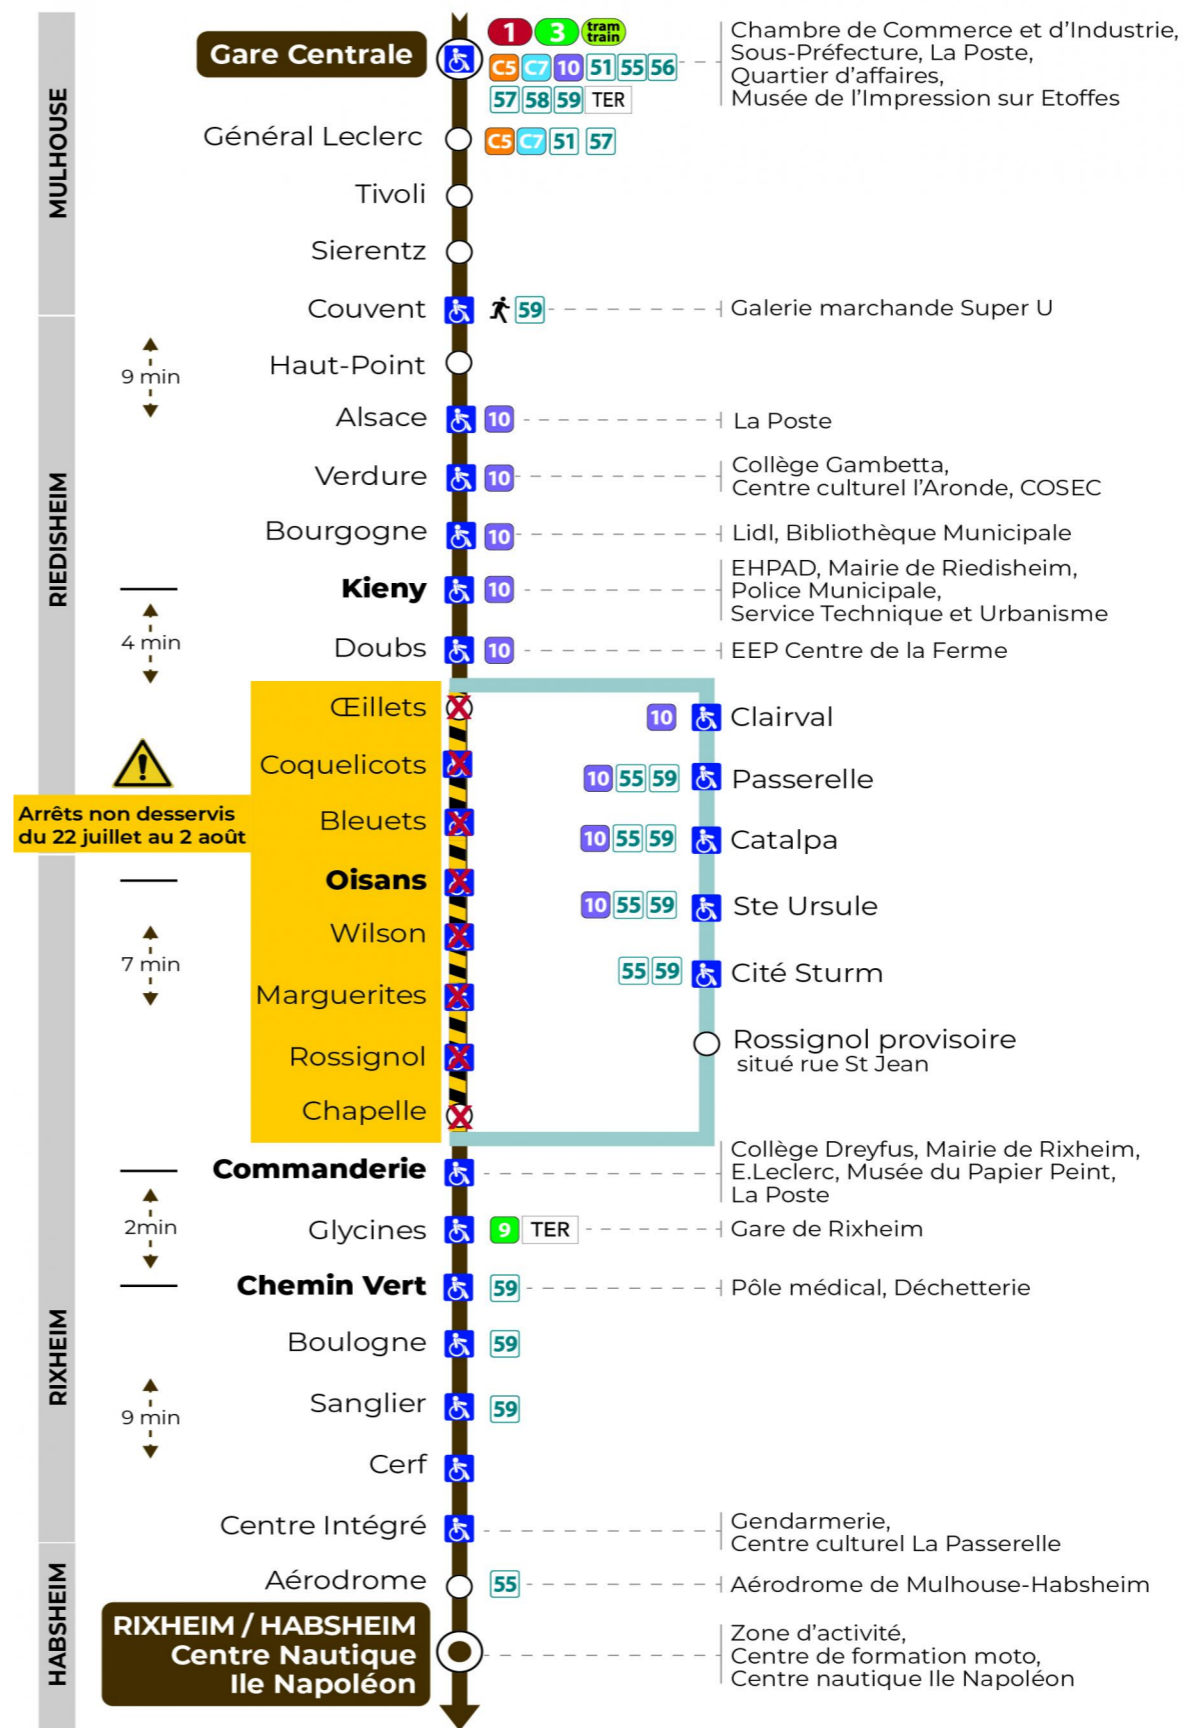 MULHOUSE
RIEDISHEIM
RIXHEIM
HABSHEIM
Gare Centrale
1 3 tram train
C5 C7 10 51 55 56
57 58 59 TER
Chambre de Commerce et d'Industrie,
Sous-Préfecture, La Poste,
Quartier d'affaires,
Musée de l'Impression sur Etoffes
Général Leclerc
C5 C7 51 57
Tivoli
Sierentz
Couvent
59
Galerie marchande Super U
9 min
Haut-Point
Alsace
10
La Poste
Verdure
10
Collège Gambetta,
Centre culturel l'Aronde, COSEC
Bourgogne
10
Lidl, Bibliothèque Municipale
Kieny
10
EHPAD, Mairie de Riedisheim,
Police Municipale,
Service Technique et Urbanisme
4 min
Doubs
10
EEP Centre de la Ferme
Arrêts non desservis
du 22 juillet au 2 août
Œillets
Coquelicots
Bleuets
Oisans
7 min
Wilson
Marguerites
Rossignol
Chapelle
10 Clairval
10 55 59 Passerelle
10 55 59 Catalpa
10 55 59 Ste Ursule
55 59 Cité Sturm
Rossignol provisoire
situé rue St Jean
Commanderie
Collège Dreyfus, Mairie de Rixheim,
E.Leclerc, Musée du Papier Peint,
La Poste
2min
Glycines
9 TER
Gare de Rixheim
Chemin Vert
59
Pôle médical, Déchetterie
Boulogne
59
9 min
Sanglier
59
Cerf
Centre Intégré
Gendarmerie,
Centre culturel La Passerelle
Aérodrome
55
Aérodrome de Mulhouse-Habsheim
RIXHEIM / HABSHEIM
Centre Nautique
Ile Napoléon
Zone d'activité,
Centre de formation moto,
Centre nautique Ile Napoléon